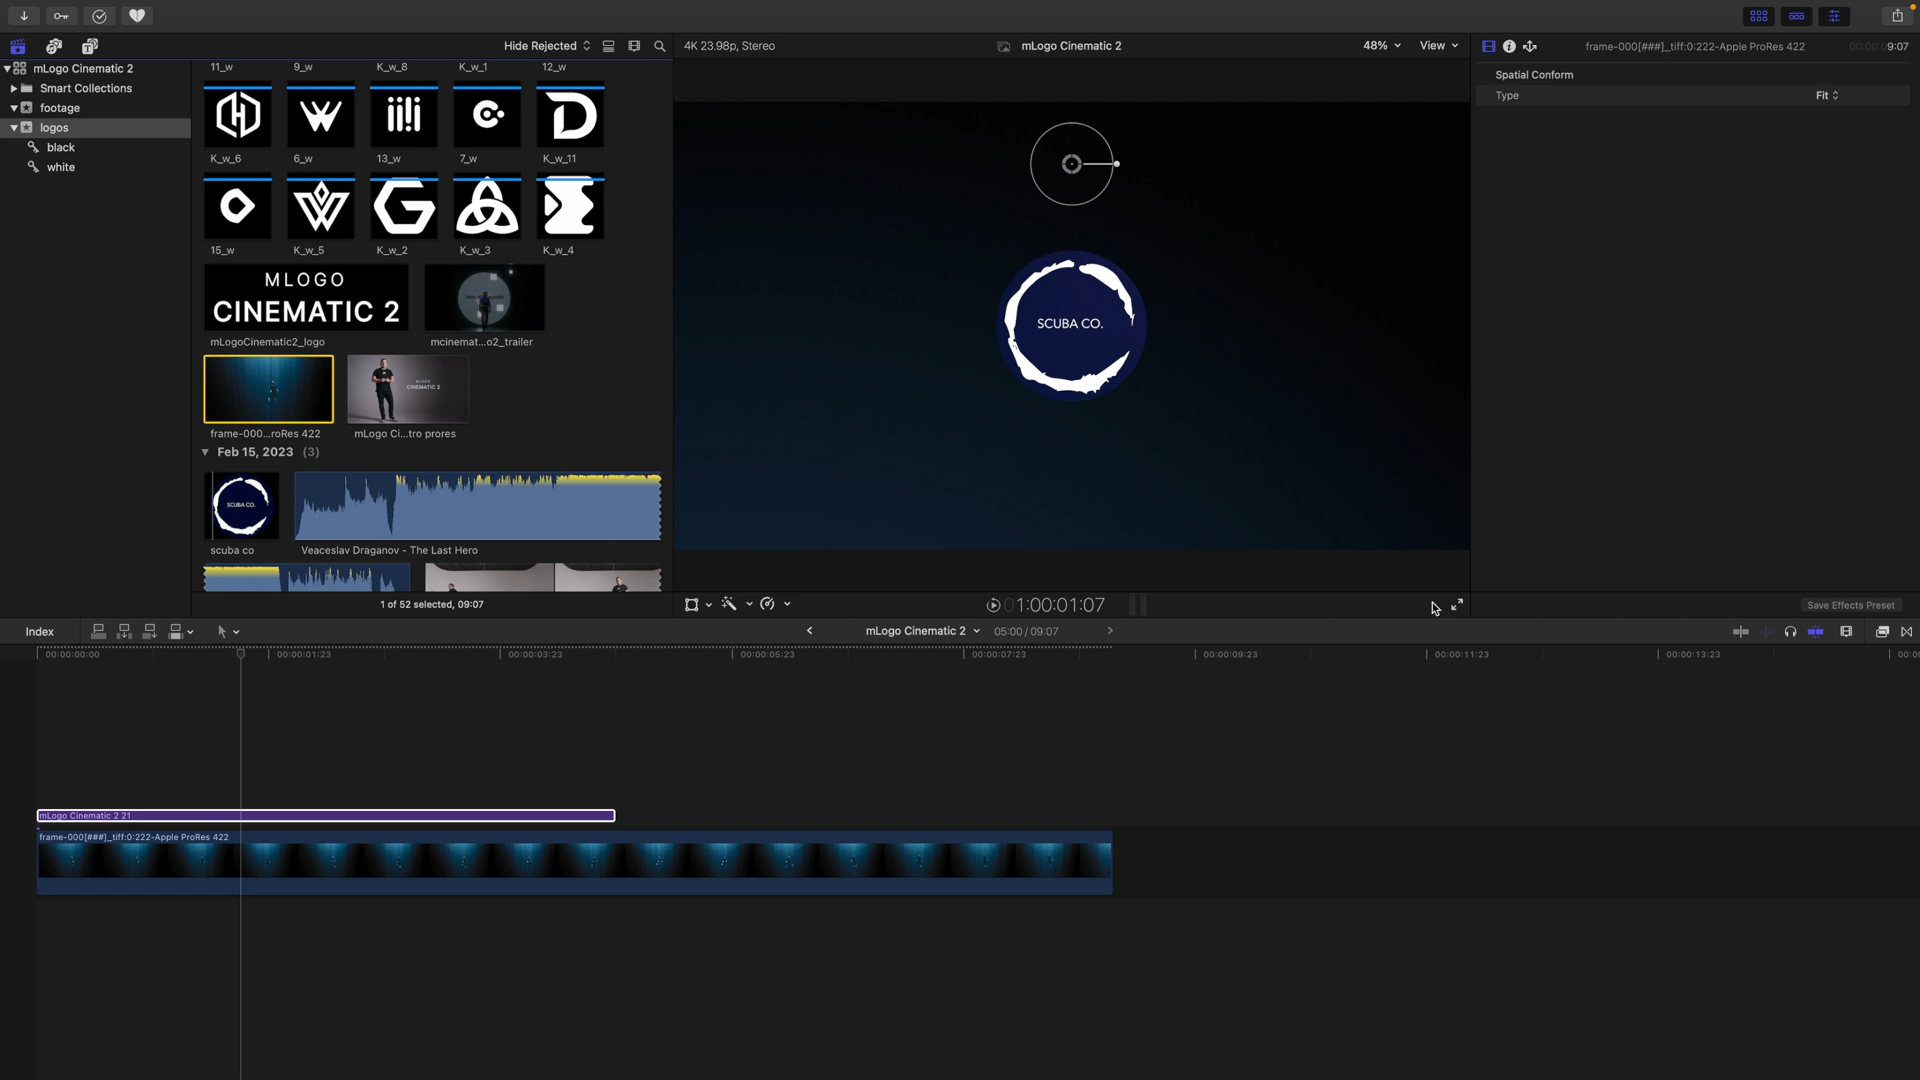 Hide Rejected
4K 23.98p, Stereo
mLogo Cinematic 2
48%
View
frame-000[###]_tiff:0:222-Apple ProRes 422
00:00:09:07
mLogo Cinematic 2
Smart Collections
footage
logos
black
white
11_w
9_w
K_w_8
K_w_1
12_w
K_w_6
6_w
13_w
7_w
K_w_11
15_w
K_w_5
K_w_2
K_w_3
K_w_4
MLOGO
CINEMATIC 2
mLogoCinematic2_logo
mcinemat...o2_trailer
MLOGO
CINEMATIC 2
frame-000...roRes 422
mLogo Ci...tro prores
Feb 15, 2023 (3)
SCUBA CO.
scuba co
Veaceslav Draganov - The Last Hero
1 of 52 selected, 09:07
SCUBA CO.
01:00:01:07
Spatial Conform
Type
Fit
Save Effects Preset
Index
mLogo Cinematic 2
05:00 / 09:07
00:00:00:00
00:00:01:23
00:00:03:23
00:00:05:23
00:00:07:23
00:00:09:23
00:00:11:23
00:00:13:23
00:0
mLogo Cinematic 2 21
frame-000[###]_tiff:0:222-Apple ProRes 422